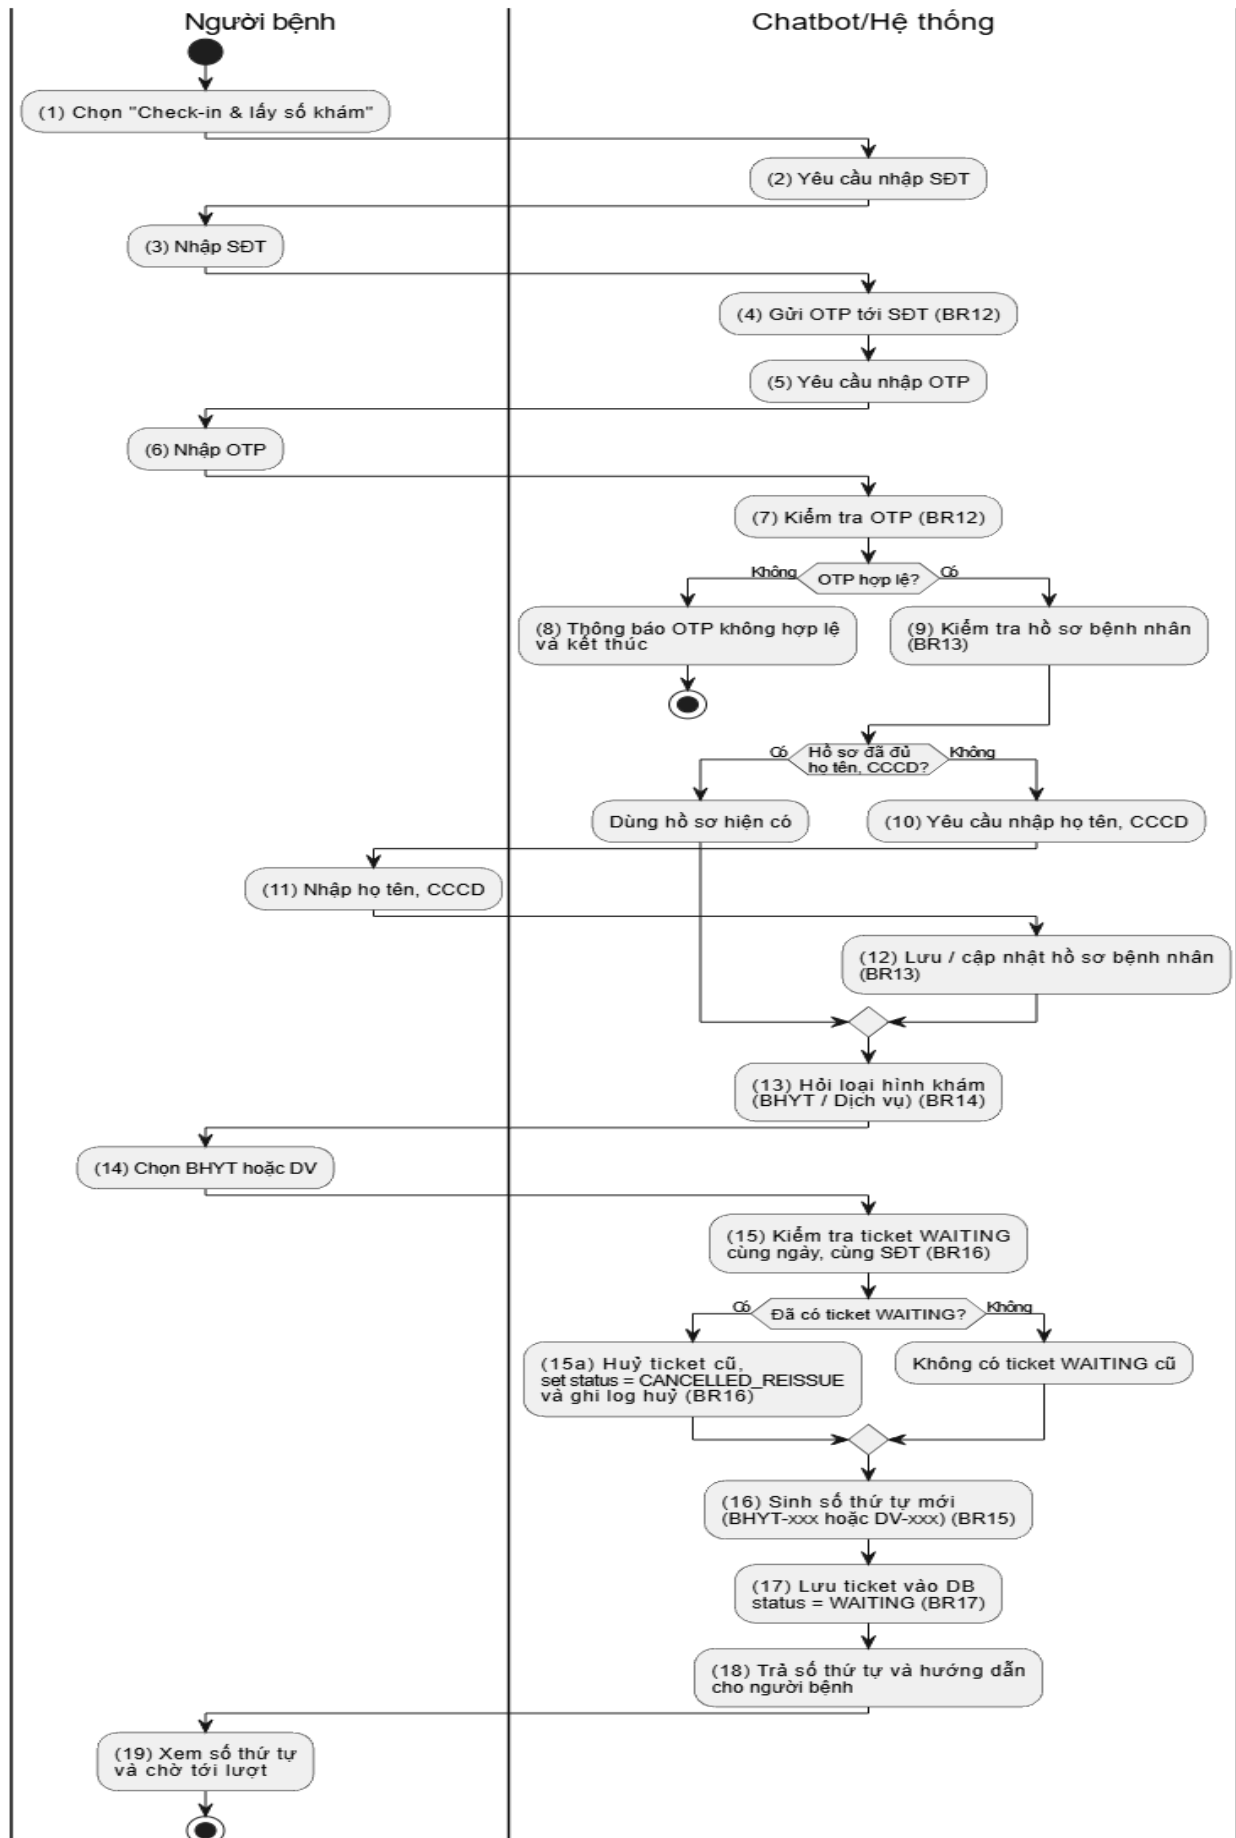 Người bệnh
Chatbot/Hệ thống
(1) Chọn "Check-in & lấy số khám"
(2) Yêu cầu nhập SĐT
(3) Nhập SĐT
(4) Gửi OTP tới SĐT (BR12)
(5) Yêu cầu nhập OTP
(6) Nhập OTP
(7) Kiểm tra OTP (BR12)
Không
OTP hợp lệ?
Có
(8) Thông báo OTP không hợp lệ
và kết thúc
(9) Kiểm tra hồ sơ bệnh nhân
(BR13)
Có
Hồ sơ đã đủ
họ tên, CCCD?
Không
Dùng hồ sơ hiện có
(10) Yêu cầu nhập họ tên, CCCD
(11) Nhập họ tên, CCCD
(12) Lưu / cập nhật hồ sơ bệnh nhân
(BR13)
(13) Hỏi loại hình khám
(BHYT / Dịch vụ) (BR14)
(14) Chọn BHYT hoặc DV
(15) Kiểm tra ticket WAITING
cùng ngày, cùng SĐT (BR16)
Có
Đã có ticket WAITING?
Không
(15a) Huỷ ticket cũ,
set status = CANCELLED_REISSUE
và ghi log huỷ (BR16)
Không có ticket WAITING cũ
(16) Sinh số thứ tự mới
(BHYT-xxx hoặc DV-xxx) (BR15)
(17) Lưu ticket vào DB
status = WAITING (BR17)
(18) Trả số thứ tự và hướng dẫn
cho người bệnh
(19) Xem số thứ tự
và chờ tới lượt